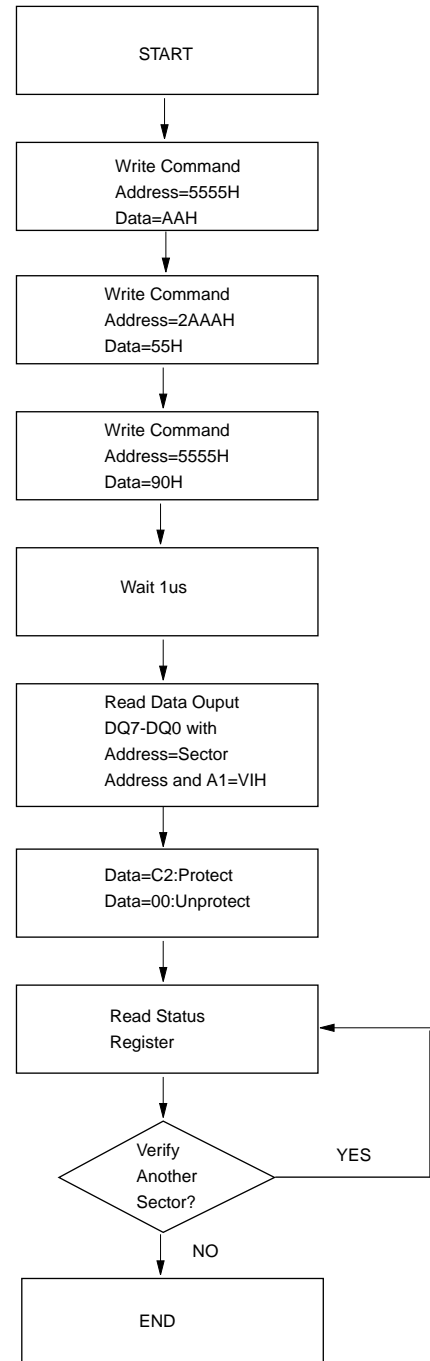 START
Write Command
Address=5555H
Data=AAH
Write Command
Address=2AAAH
Data=55H
Write Command
Address=5555H
Data=90H
Wait 1us
Read Data Ouput
DQ7-DQ0 with
Address=Sector
Address and A1=VIH
Data=C2:Protect
Data=00:Unprotect
Read Status
Register
Verify
Another
Sector?
YES
NO
END